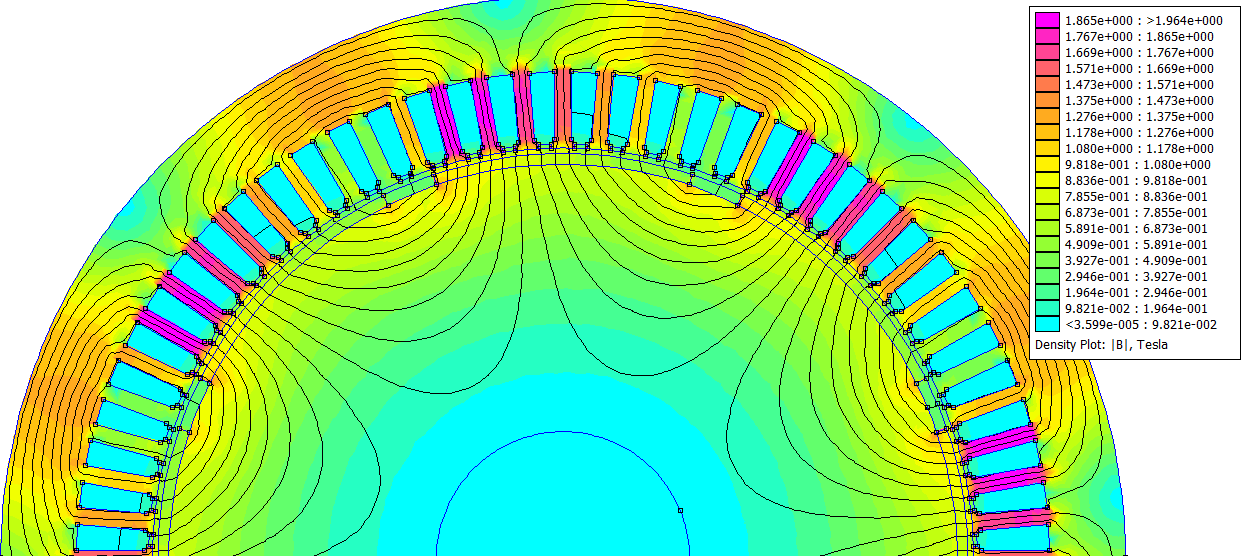 1.865e+000 : >1.964e+000
1.767e+000 : 1.865e+000
1.669e+000 : 1.767e+000
1.571e+000 : 1.669e+000
1.473e+000 : 1.571e+000
1.375e+000 : 1.473e+000
1.276e+000 : 1.375e+000
1.178e+000 : 1.276e+000
1.080e+000 : 1.178e+000
9.818e-001 : 1.080e+000
8.836e-001 : 9.818e-001
7.855e-001 : 8.836e-001
6.873e-001 : 7.855e-001
5.891e-001 : 6.873e-001
4.909e-001 : 5.891e-001
3.927e-001 : 4.909e-001
2.946e-001 : 3.927e-001
1.964e-001 : 2.946e-001
9.821e-002 : 1.964e-001
<3.599e-005 : 9.821e-002
Density Plot: |B|, Tesla